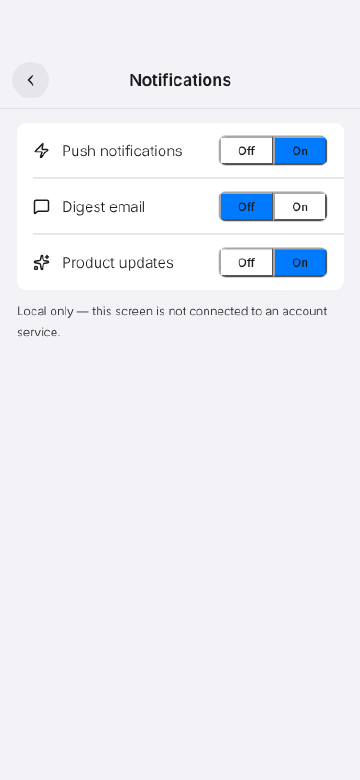 Notifications
Push notifications Off On
Digest email Off On
Product updates Off On
Local only — this screen is not connected to an account
service.